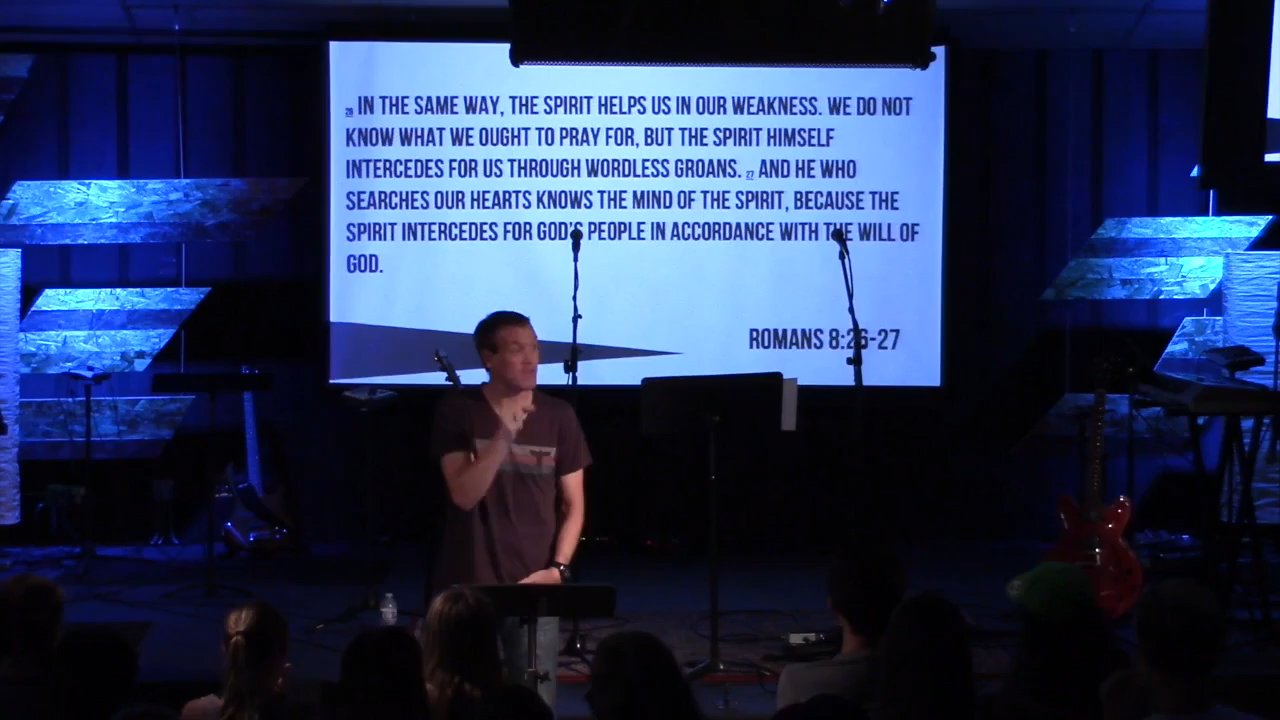 26 IN THE SAME WAY, THE SPIRIT HELPS US IN OUR WEAKNESS. WE DO NOT
KNOW WHAT WE OUGHT TO PRAY FOR, BUT THE SPIRIT HIMSELF
INTERCEDES FOR US THROUGH WORDLESS GROANS. 27 AND HE WHO
SEARCHES OUR HEARTS KNOWS THE MIND OF THE SPIRIT, BECAUSE THE
SPIRIT INTERCEDES FOR GOD'S PEOPLE IN ACCORDANCE WITH THE WILL OF
GOD.
ROMANS 8:26-27